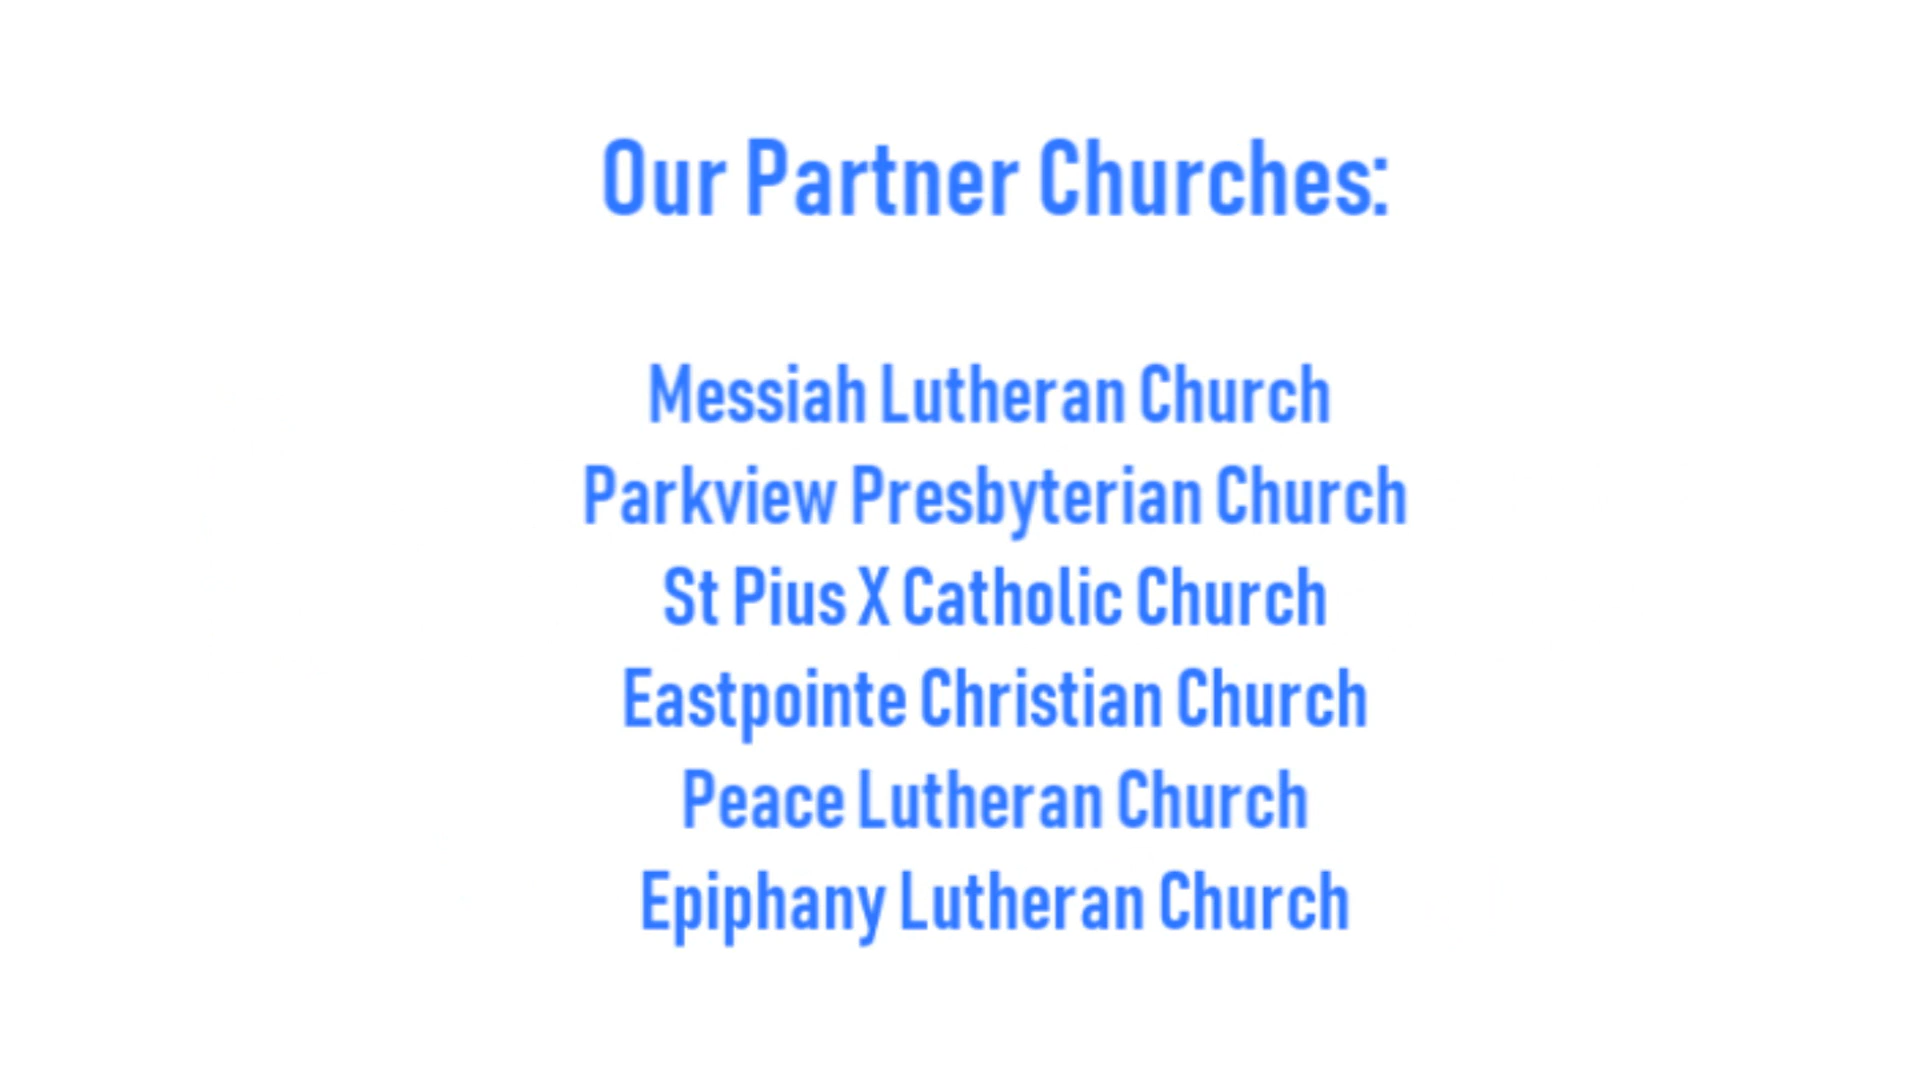 Our Partner Churches:
Messiah Lutheran Church
Parkview Presbyterian Church
St Pius X Catholic Church
Eastpointe Christian Church
Peace Lutheran Church
Epiphany Lutheran Church